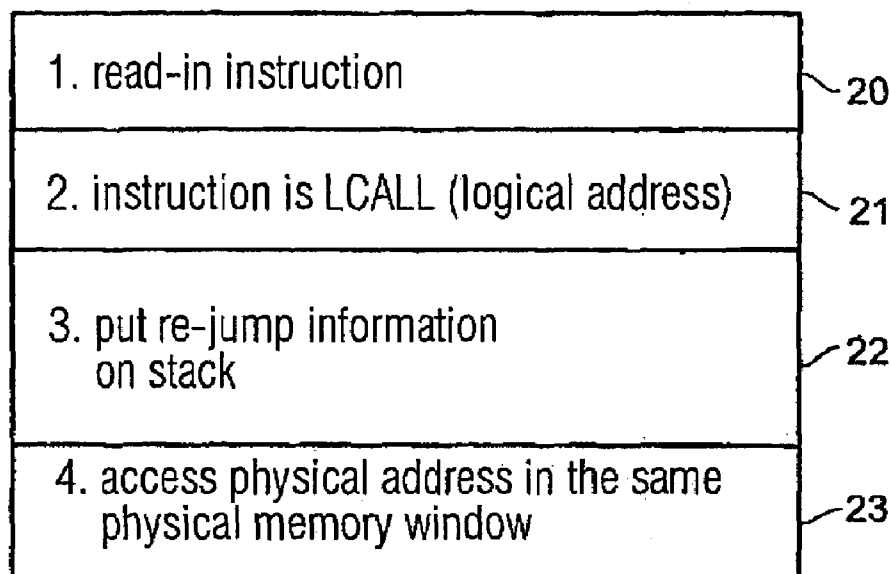 1. read-in instruction
20
2. instruction is LCALL (logical address)
21
3. put re-jump information
on stack
22
4. access physical address in the same
physical memory window
23